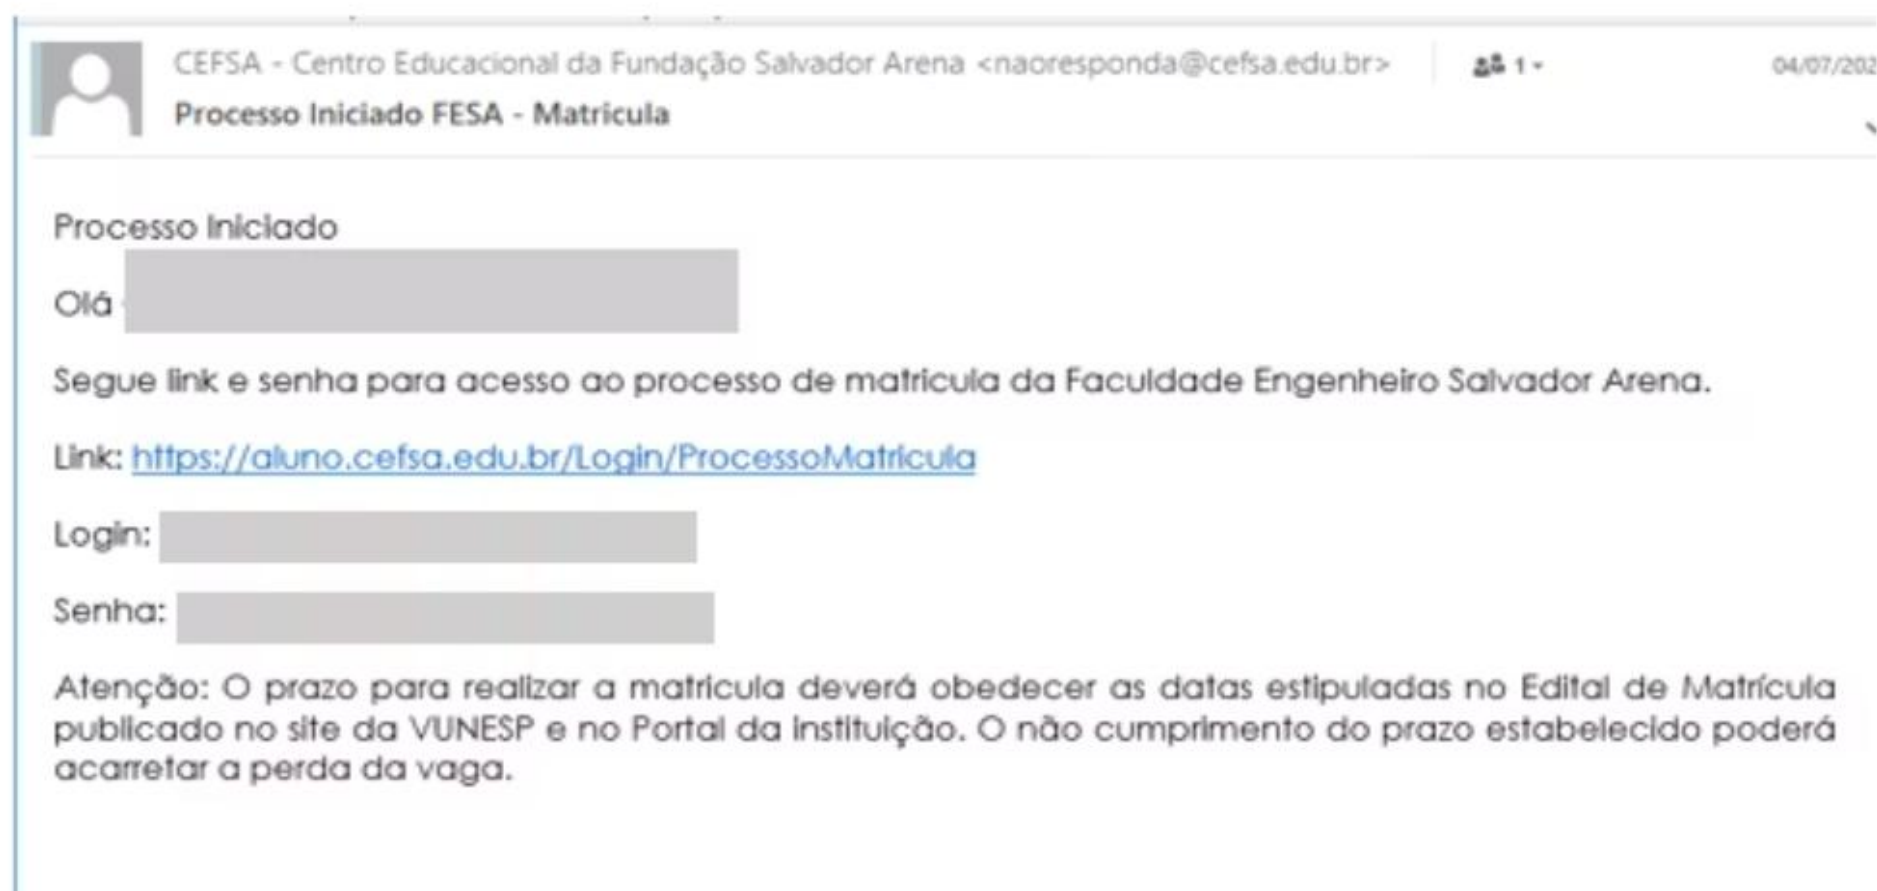 CEFSA - Centro Educacional da Fundação Salvador Arena <naoresponda@cefsa.edu.br>
1
04/07/202
Processo Iniciado FESA - Matricula
Processo Iniciado
Olá
Segue link e senha para acesso ao processo de matricula da Faculdade Engenheiro Salvador Arena.
Link: https://aluno.cefsa.edu.br/Login/ProcessoMatricula
Login:
Senha:
Atenção: O prazo para realizar a matricula deverá obedecer as datas estipuladas no Edital de Matrícula
publicado no site da VUNESP e no Portal da instituição. O não cumprimento do prazo estabelecido poderá
acarretar a perda da vaga.